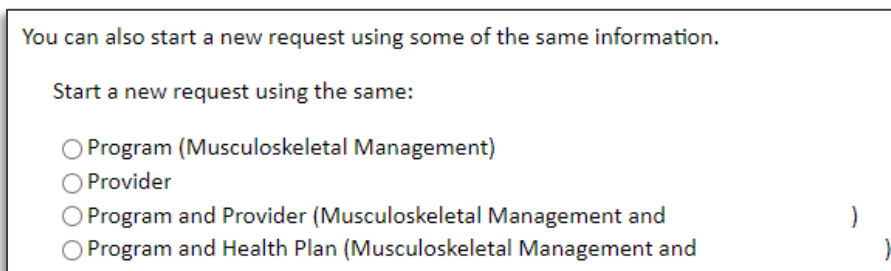 You can also start a new request using some of the same information.
Start a new request using the same:
Program (Musculoskeletal Management)
Provider
Program and Provider (Musculoskeletal Management and )
Program and Health Plan (Musculoskeletal Management and )